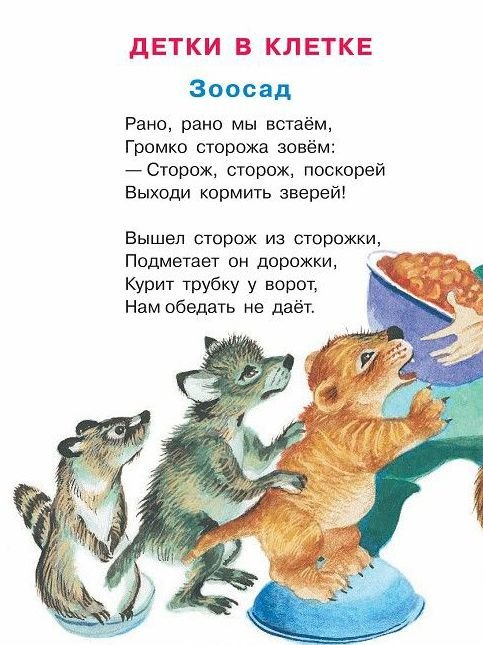 ДЕТКИ В КЛЕТКЕ
Зоосад
Рано, рано мы встаём,
Громко сторожа зовём:
— Сторож, сторож, поскорей
Выходи кормить зверей!
Вышел сторож из сторожки,
Подметает он дорожки,
Курит трубку у ворот,
Нам обедать не даёт.